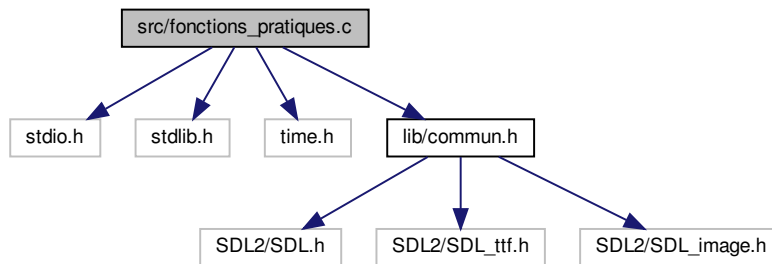 src/fonctions_pratiques.c
stdio.h
stdlib.h
time.h
lib/commun.h
SDL2/SDL.h
SDL2/SDL_ttf.h
SDL2/SDL_image.h